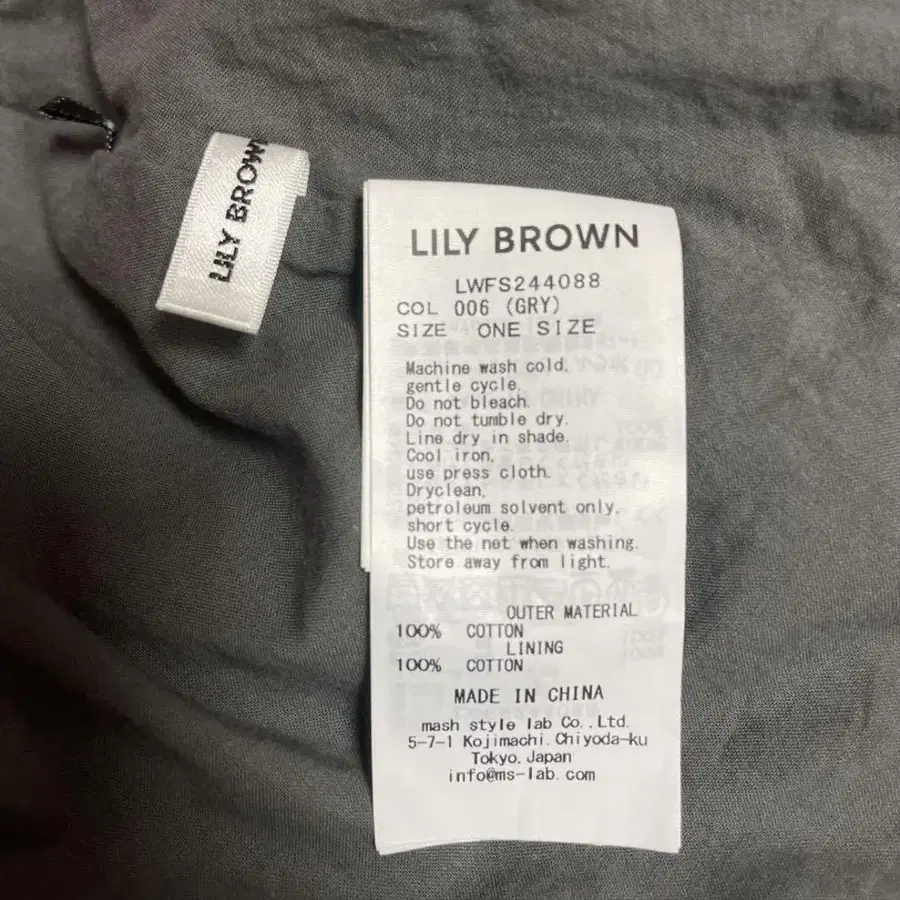 LILY BROWN
LILY BROWN
LWFS244088
COL 006 (GRY)
SIZE ONE SIZE
Machine wash cold,
gentle cycle.
Do not bleach.
Do not tumble dry.
Line dry in shade.
Cool iron,
use press cloth.
Dryclean,
petroleum solvent only,
short cycle.
Use the net when washing.
Store away from light.
OUTER MATERIAL
100% COTTON
LINING
100% COTTON
MADE IN CHINA
mash style lab Co.,Ltd.
5-7-1 Kojimachi, Chiyoda-ku
Tokyo, Japan
info@ms-lab.com